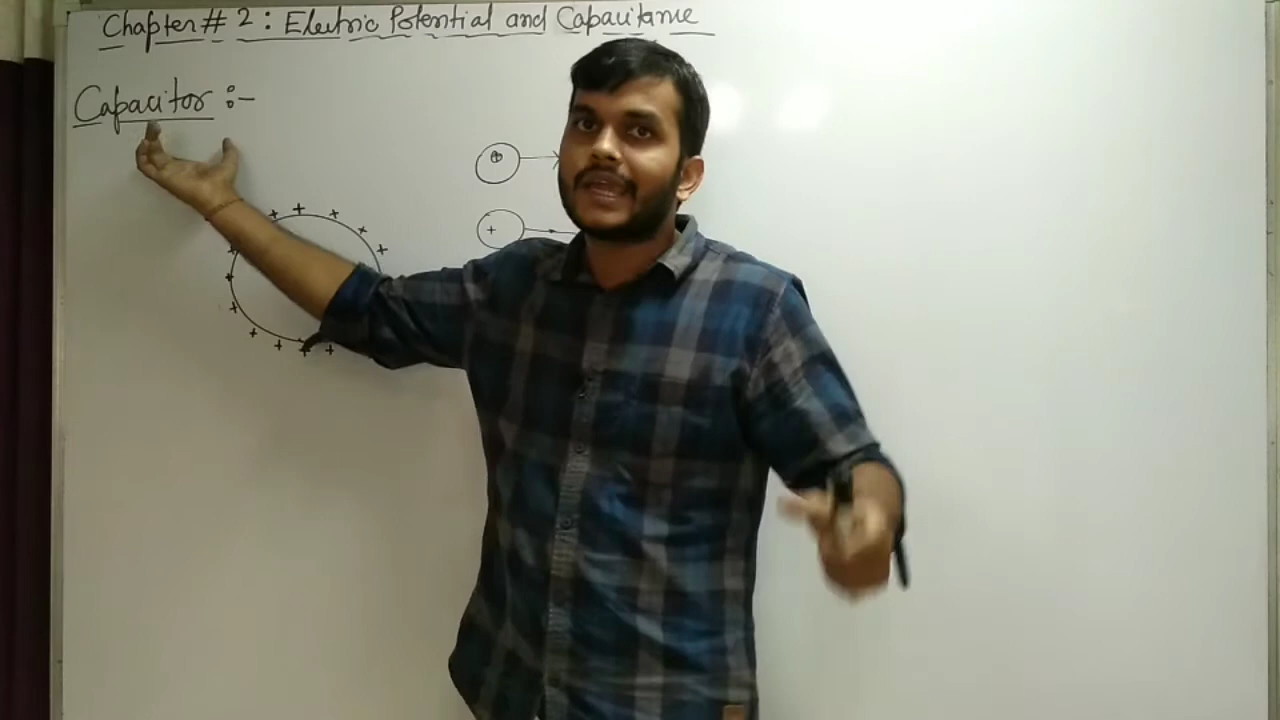 Chapter # 2 : Electric Potential and Capacitance
Capacitor :-
+ + + + + + + + + + + + +
+
+